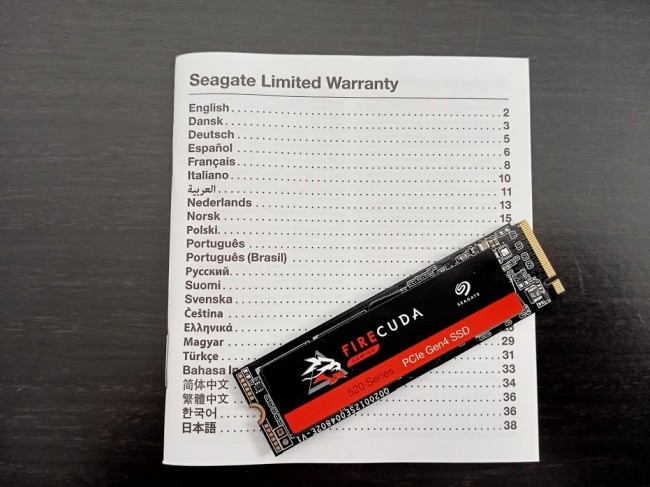 Seagate Limited Warranty
English 2
Dansk 3
Deutsch 5
Español 6
Français 8
Italiano 10
العربية 11
Nederlands 13
Norsk 15
Polski
Português
Português (Brasil)
Русский
Suomi
Svenska
Čeština
Ελληνικά
Magyar 29
Türkçe 31
Bahasa 33
简体中文 34
繁體中文 36
한국어 36
日本語 38
SEAGATE
FIRECUDA
GAMING
520 Series PCIe Gen4 SSD